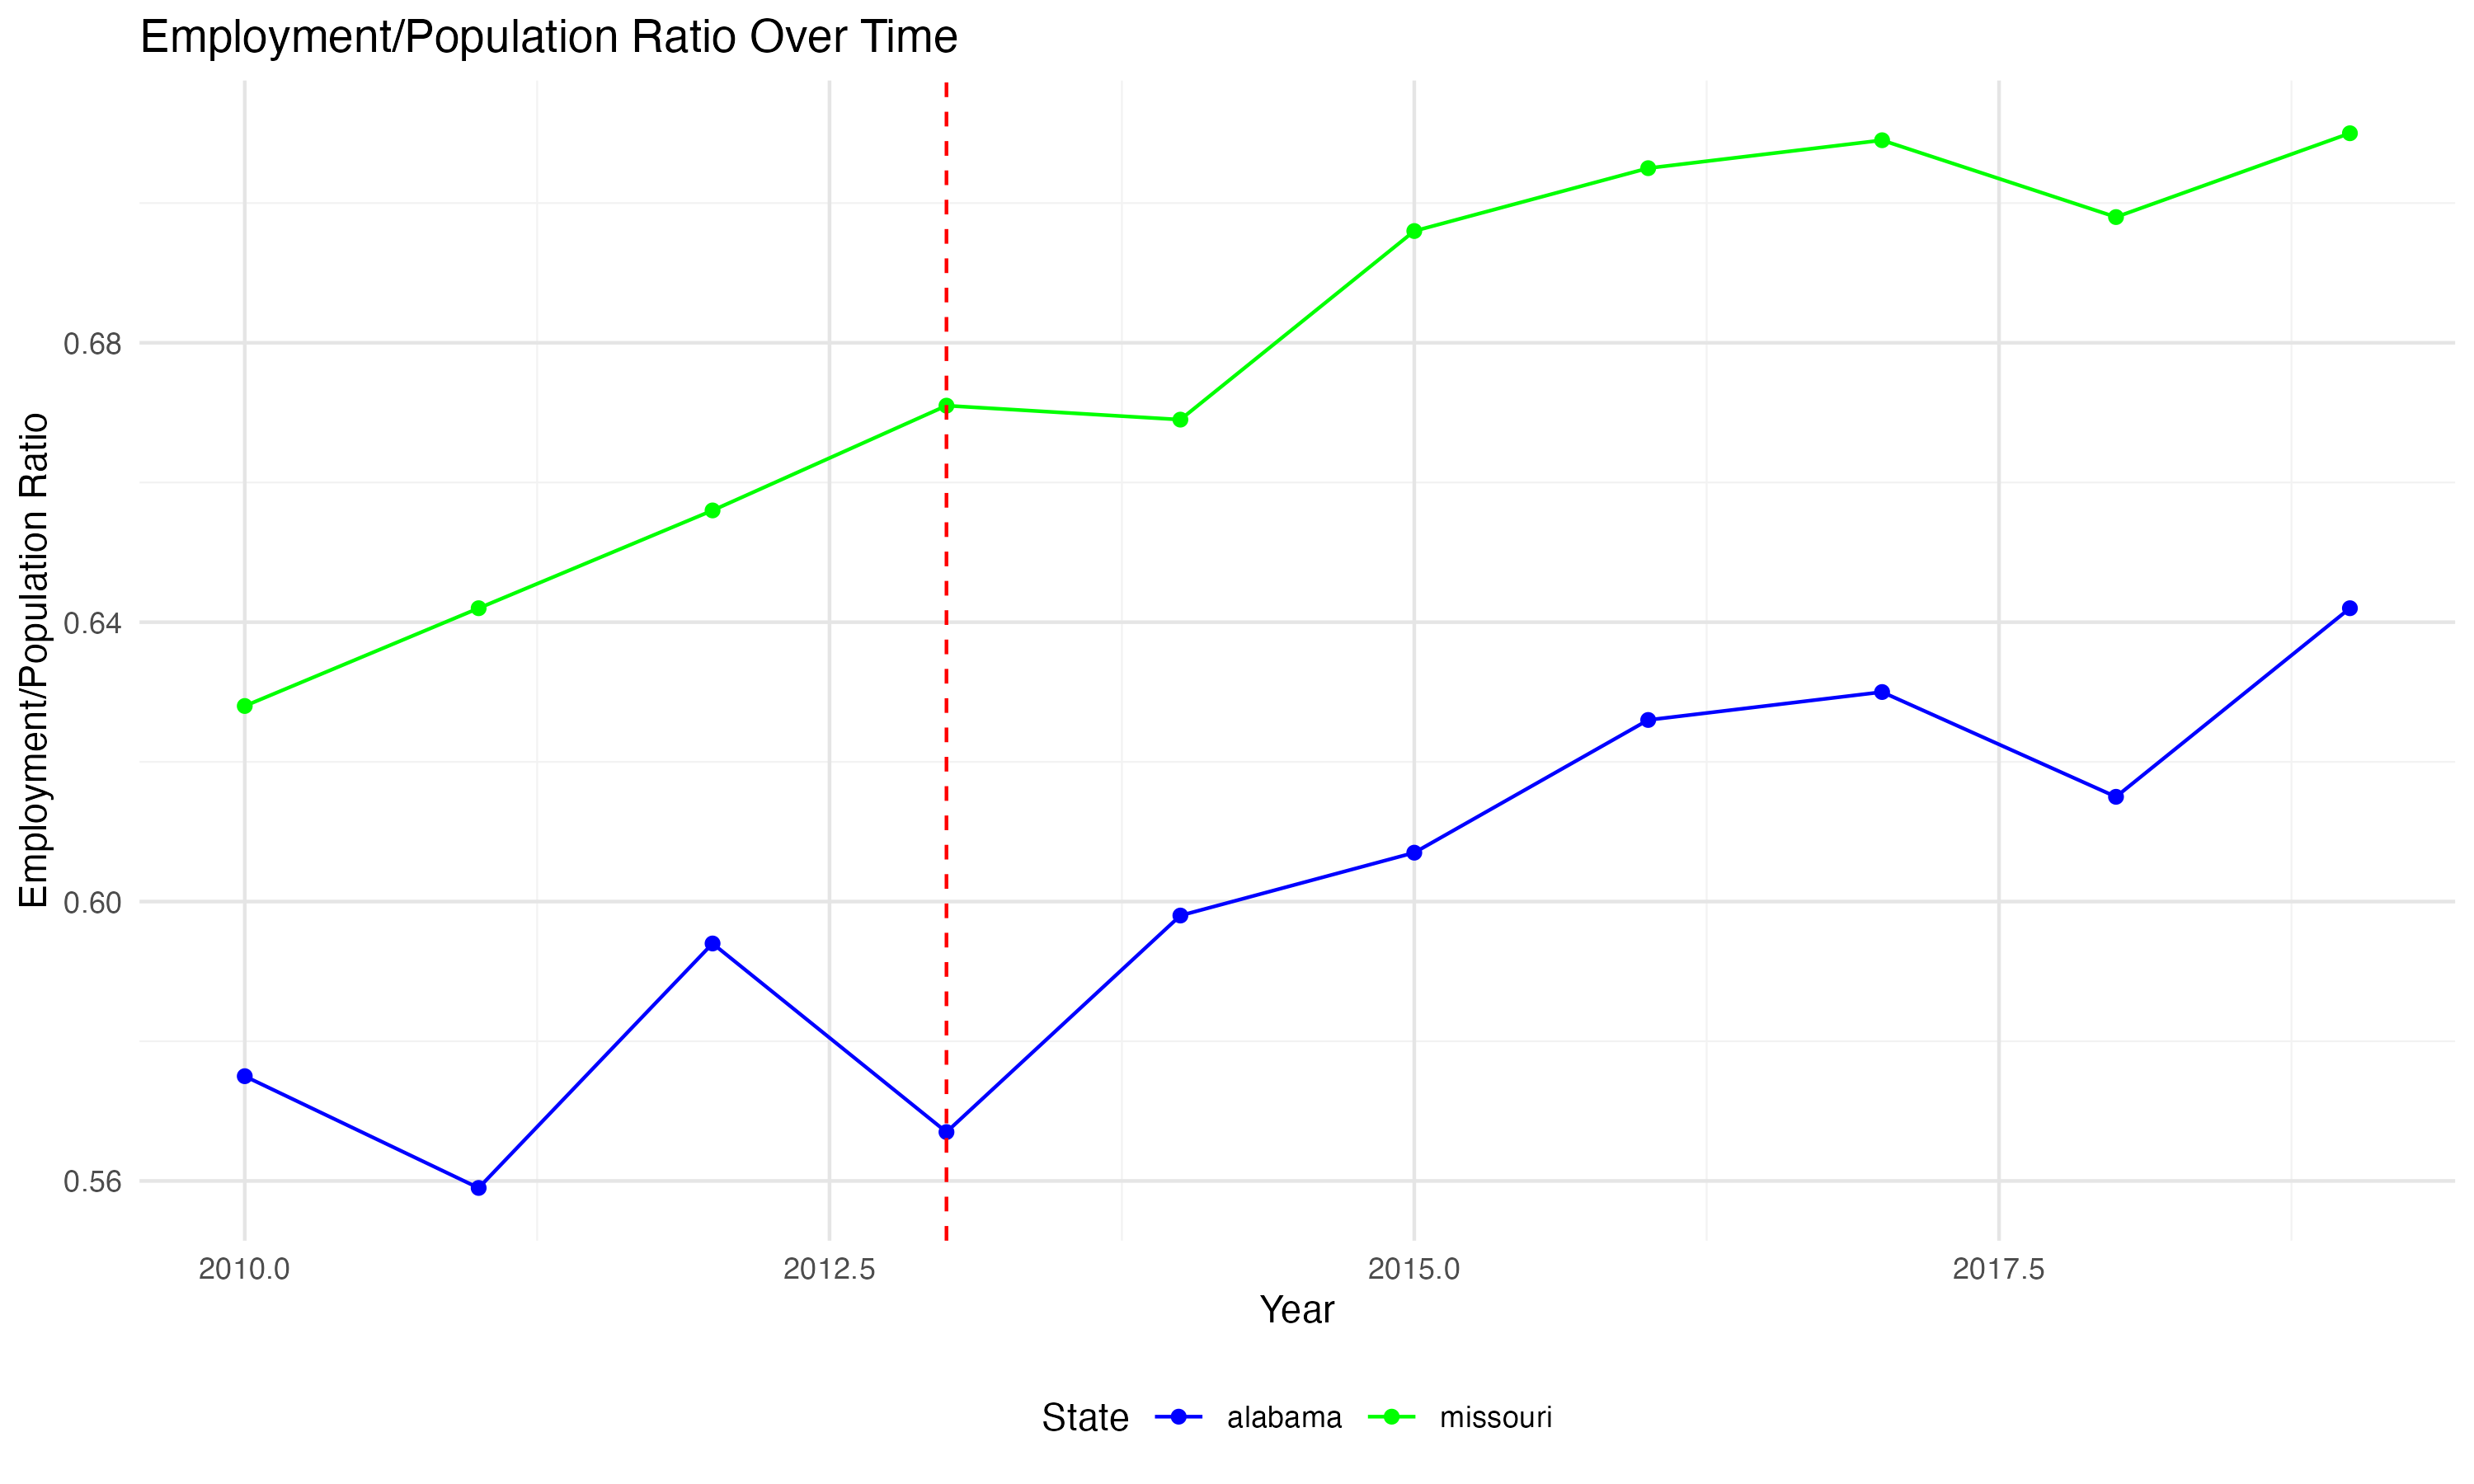 Employment/Population Ratio Over Time
Employment/Population Ratio
0.68
0.64
0.60
0.56
2010.0 2012.5 2015.0 2017.5
Year
State alabama missouri